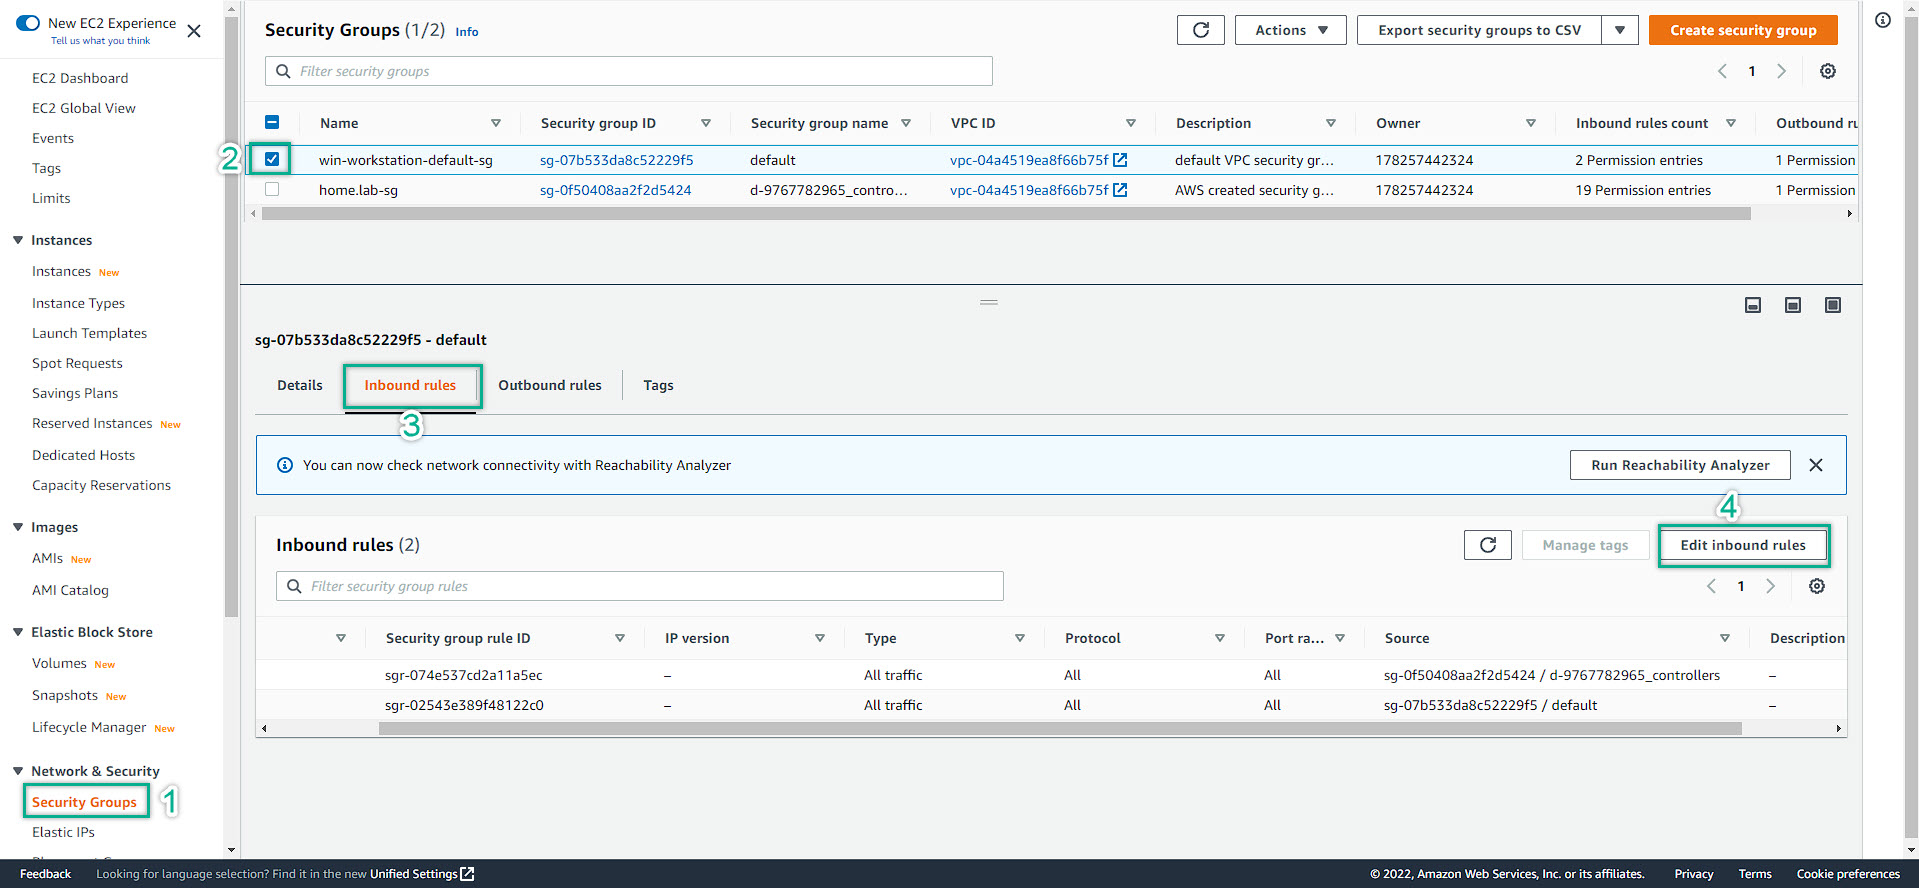 New EC2 Experience
Tell us what you think
EC2 Dashboard
EC2 Global View
Events
Tags
Limits
Instances
Instances New
Instance Types
Launch Templates
Spot Requests
Savings Plans
Reserved Instances New
Dedicated Hosts
Capacity Reservations
Images
AMIs New
AMI Catalog
Elastic Block Store
Volumes New
Snapshots New
Lifecycle Manager New
Network & Security
Security Groups 1
Elastic IPs
Security Groups (1/2) Info
Actions
Export security groups to CSV
Create security group
Filter security groups
1
Name Security group ID Security group name VPC ID Description Owner Inbound rules count Outbound ru
2 win-workstation-default-sg sg-07b533da8c52229f5 default vpc-04a4519ea8f66b75f default VPC security gr... 178257442324 2 Permission entries 1 Permission
home.lab-sg sg-0f50408aa2f2d5424 d-9767782965_contro... vpc-04a4519ea8f66b75f AWS created security g... 178257442324 19 Permission entries 1 Permission
sg-07b533da8c52229f5 - default
Details Inbound rules Outbound rules Tags
3
You can now check network connectivity with Reachability Analyzer
Run Reachability Analyzer
4
Inbound rules (2)
Manage tags
Edit inbound rules
Filter security group rules
1
Security group rule ID IP version Type Protocol Port ra... Source Description
sgr-074e537cd2a11a5ec – All traffic All All sg-0f50408aa2f2d5424 / d-9767782965_controllers –
sgr-02543e389f48122c0 – All traffic All All sg-07b533da8c52229f5 / default –
Feedback Looking for language selection? Find it in the new Unified Settings © 2022, Amazon Web Services, Inc. or its affiliates. Privacy Terms Cookie preferences